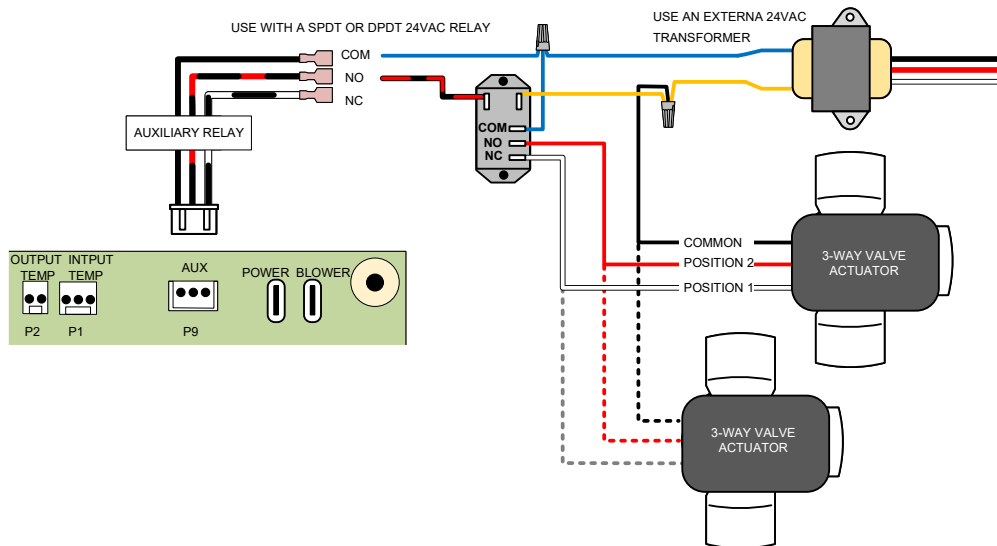 USE WITH A SPDT OR DPDT 24VAC RELAY
USE AN EXTERNA 24VAC
TRANSFORMER
COM
NO
NC
AUXILIARY RELAY
COM
NO
NC
COMMON
POSITION 2
POSITION 1
3-WAY VALVE
ACTUATOR
OUTPUT
TEMP
INTPUT
TEMP
AUX
POWER
BLOWER
P2
P1
P9
3-WAY VALVE
ACTUATOR